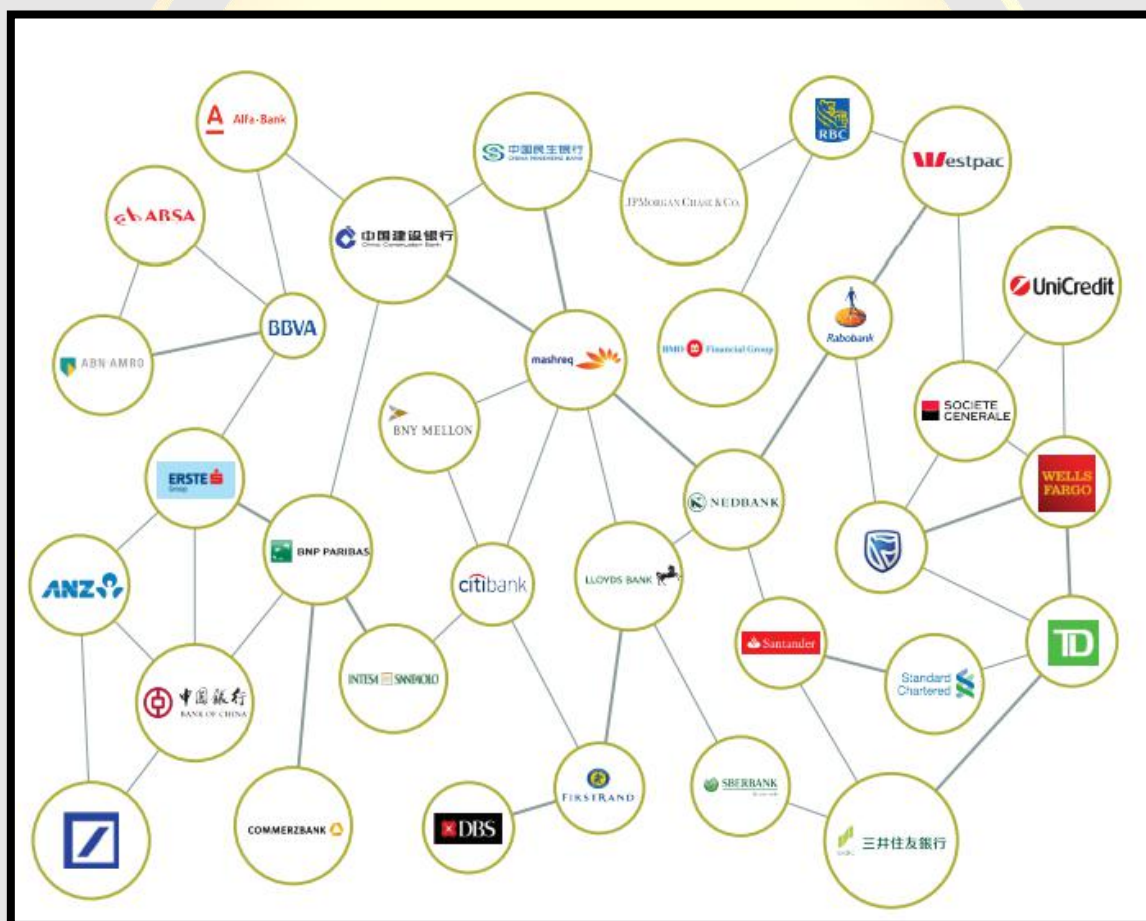 A Alfa-Bank
中国民生银行
CHINA MINSHENG BANK
RBC
Westpac
JPMORGAN CHASE & CO.
ABSA
中国建设银行
China Construction Bank
UniCredit
BBVA
Rabobank
ABN·AMRO
mashreq
BMO Financial Group
BNY MELLON
SOCIETE
GENERALE
ERSTE
Group
WELLS
FARGO
NEDBANK
BNP PARIBAS
ANZ
citibank
LLOYDS BANK
Santander
TD
INTESA SANPAOLO
Standard
Chartered
中国银行
BANK OF CHINA
FIRSTRAND
SBERBANK
COMMERZBANK
DBS
三井住友銀行